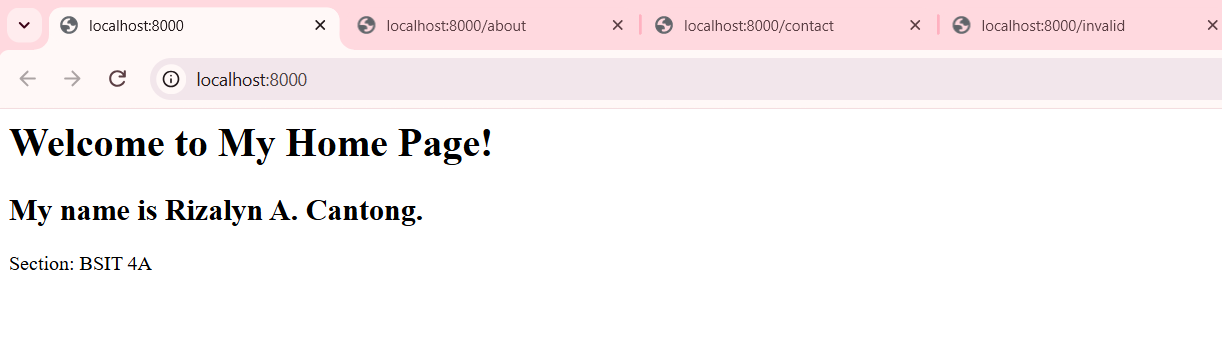 localhost:8000
localhost:8000/about
localhost:8000/contact
localhost:8000/invalid
localhost:8000
Welcome to My Home Page!
My name is Rizalyn A. Cantong.
Section: BSIT 4A